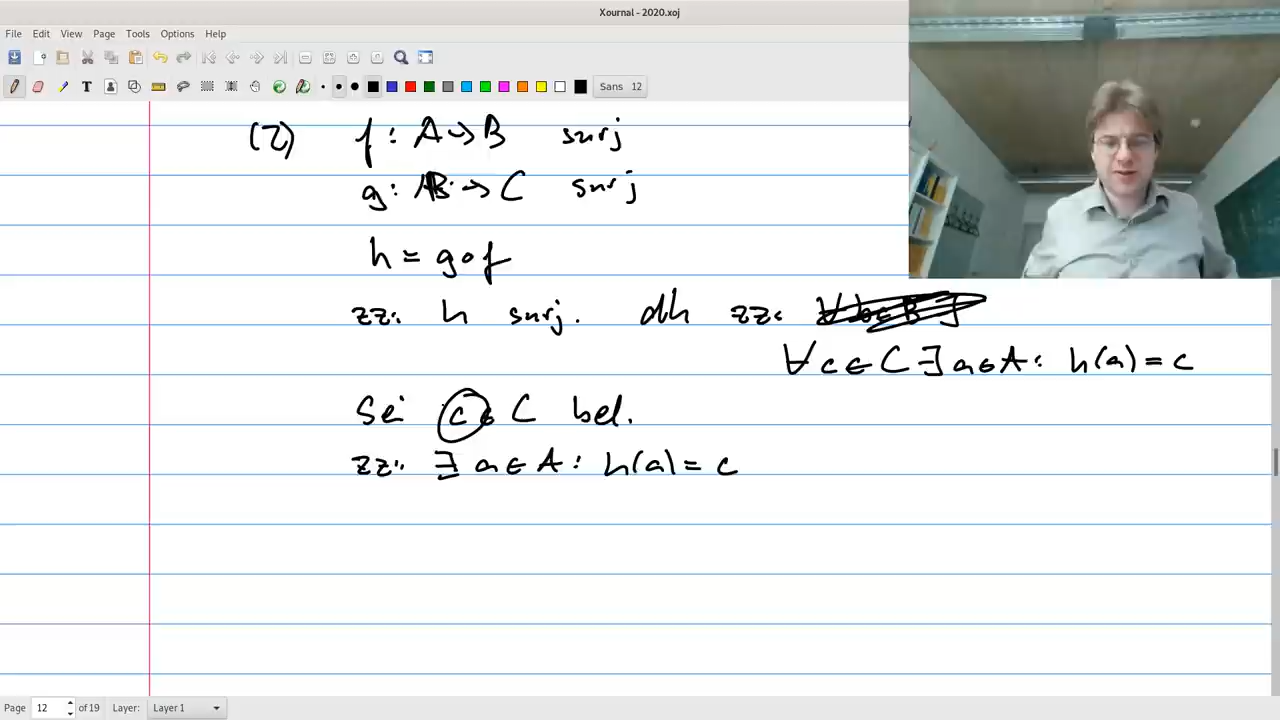 Xournal - 2020.xoj
File Edit View Page Tools Options Help
T Sans 12
(2) f : A → B surj
g : B → C surj
h = g∘f
zz: h surj. dh zz:
∀ c ∈ C ∃ a ∈ A : h(a) = c
Sei c ∈ C bel.
zz: ∃ a ∈ A : h(a) = c
Page 12 of 19 Layer: Layer 1